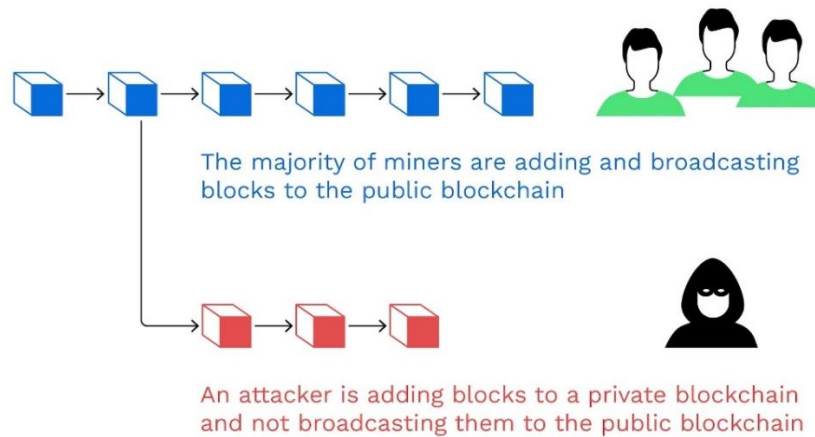 The majority of miners are adding and broadcasting
blocks to the public blockchain
An attacker is adding blocks to a private blockchain
and not broadcasting them to the public blockchain